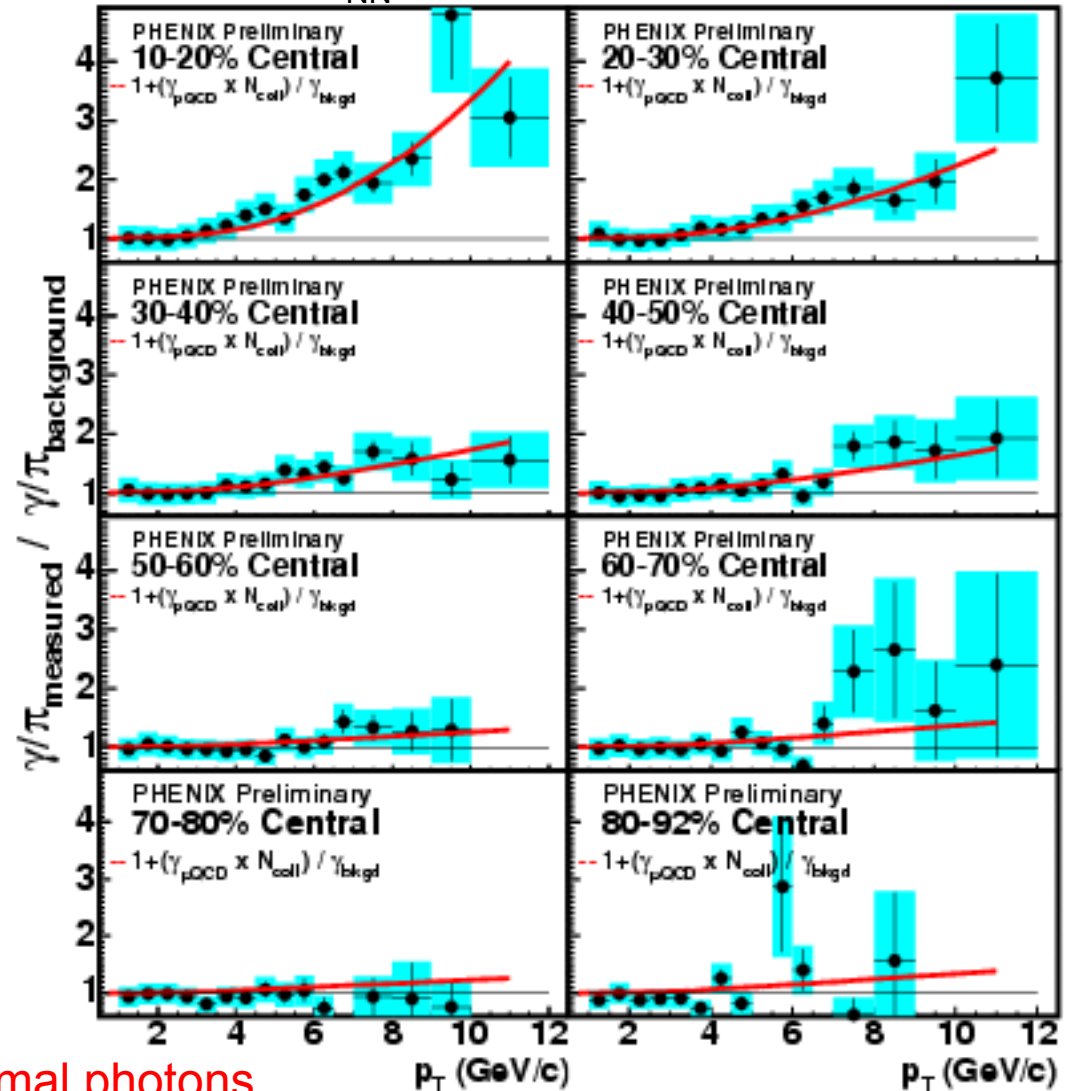 NN
PHENIX Preliminary
10-20% Central
1+(γpQCD x Ncoll) / γbkgd
PHENIX Preliminary
20-30% Central
1+(γpQCD x Ncoll) / γbkgd
4
3
2
1
PHENIX Preliminary
30-40% Central
1+(γpQCD x Ncoll) / γbkgd
PHENIX Preliminary
40-50% Central
1+(γpQCD x Ncoll) / γbkgd
4
3
2
1
γ/πmeasured / γ/πbackground
PHENIX Preliminary
50-60% Central
1+(γpQCD x Ncoll) / γbkgd
PHENIX Preliminary
60-70% Central
1+(γpQCD x Ncoll) / γbkgd
4
3
2
1
PHENIX Preliminary
70-80% Central
1+(γpQCD x Ncoll) / γbkgd
PHENIX Preliminary
80-92% Central
1+(γpQCD x Ncoll) / γbkgd
4
3
2
1
2 4 6 8 10 12 2 4 6 8 10 12
pT (GeV/c) pT (GeV/c)
photons